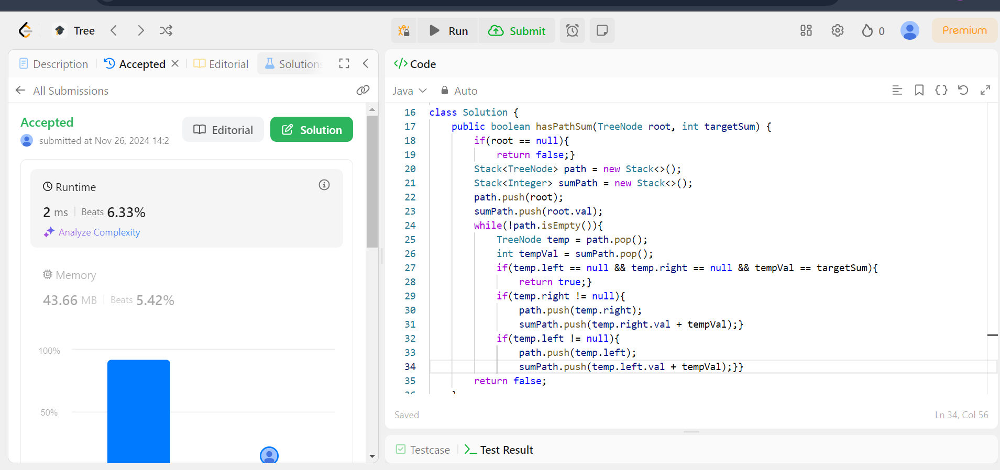 Tree
Run
Submit
0
Premium
Description
Accepted
Editorial
Solutions
All Submissions
Accepted
submitted at Nov 26, 2024 14:2
Editorial
Solution
Runtime
2 ms
Beats 6.33%
Analyze Complexity
Memory
43.66 MB
Beats 5.42%
100%
50%
</> Code
Java
Auto
16 class Solution {
17 public boolean hasPathSum(TreeNode root, int targetSum) {
18 if(root == null){
19 return false;}
20 Stack<TreeNode> path = new Stack<>();
21 Stack<Integer> sumPath = new Stack<>();
22 path.push(root);
23 sumPath.push(root.val);
24 while(!path.isEmpty()){
25 TreeNode temp = path.pop();
26 int tempVal = sumPath.pop();
27 if(temp.left == null && temp.right == null && tempVal == targetSum){
28 return true;}
29 if(temp.right != null){
30 path.push(temp.right);
31 sumPath.push(temp.right.val + tempVal);}
32 if(temp.left != null){
33 path.push(temp.left);
34 sumPath.push(temp.left.val + tempVal);}}
35 return false;
Saved
Ln 34, Col 56
Testcase
Test Result